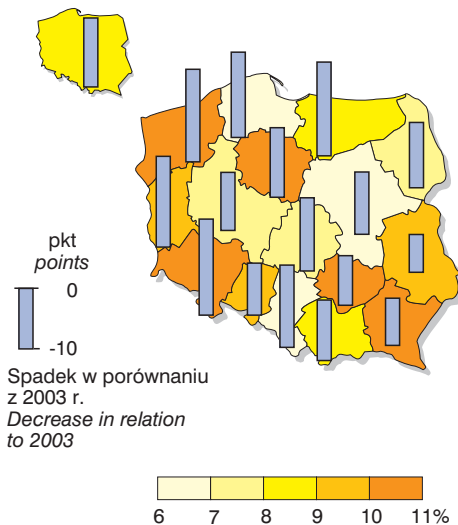 pkt
points
0
-10
Spadek w porównaniu
z 2003 r.
Decrease in relation
to 2003
6 7 8 9 10 11%